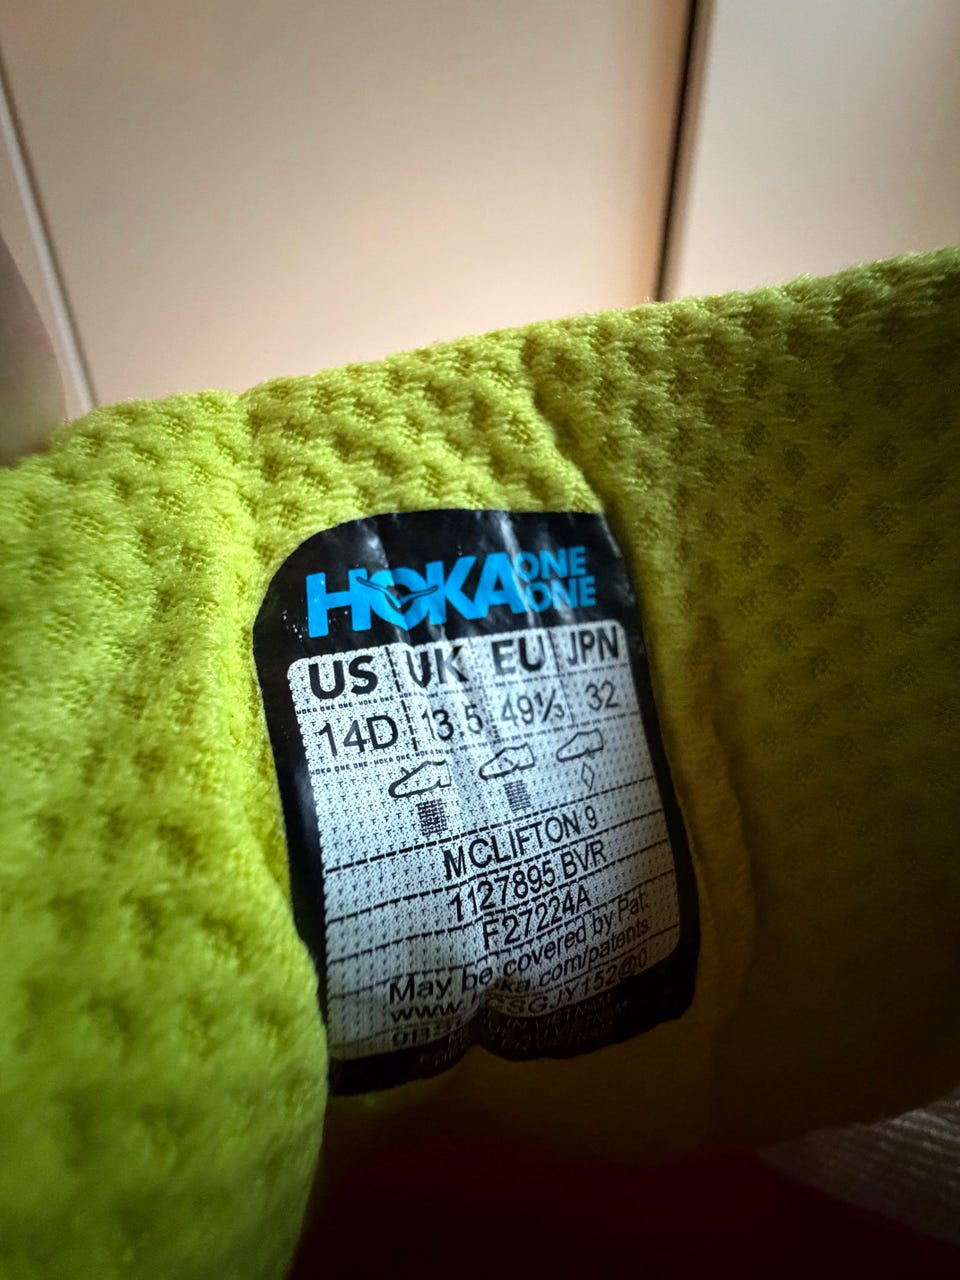 HOKA ONE ONE
US UK EU JPN
14D 13.5 49⅓ 32
M CLIFTON 9
1127895 BVR
F27224A
May be covered by Pat.
www.hoka.com/patents